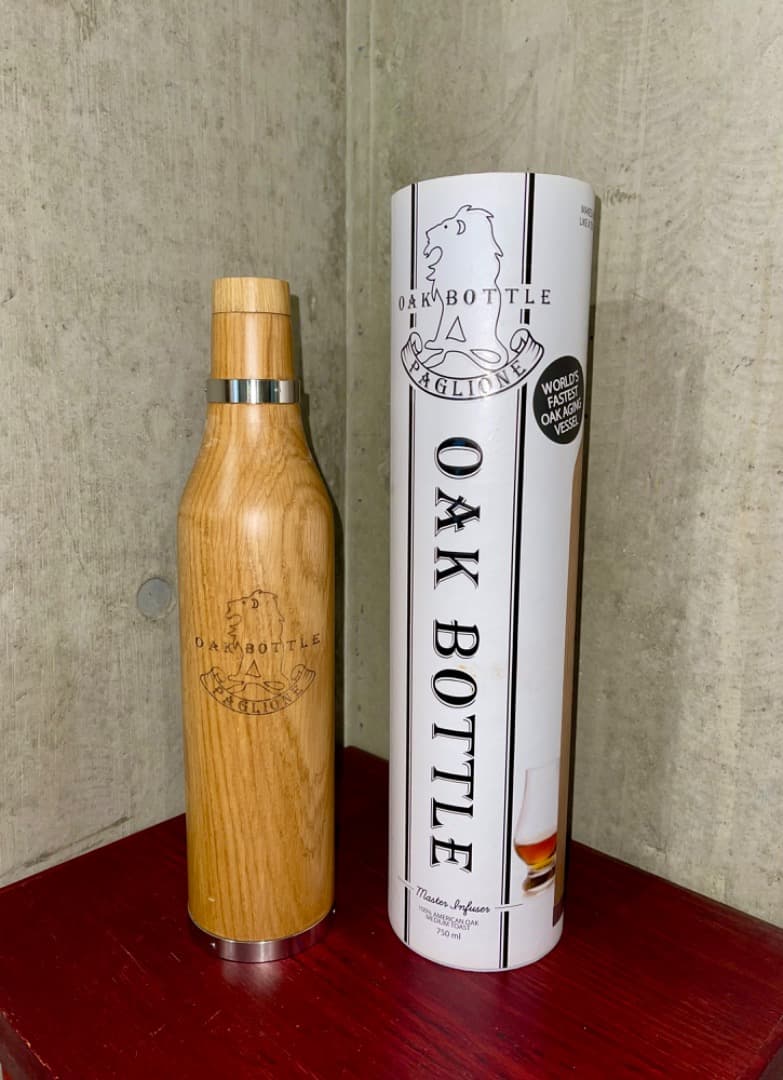 OAK BOTTLE
PAGLIONE
OAK BOTTLE
PAGLIONE
WORLD'S
FASTEST
OAK AGING
VESSEL
OAK BOTTLE
Master Infuser
100% AMERICAN OAK
MEDIUM TOAST
750 ml